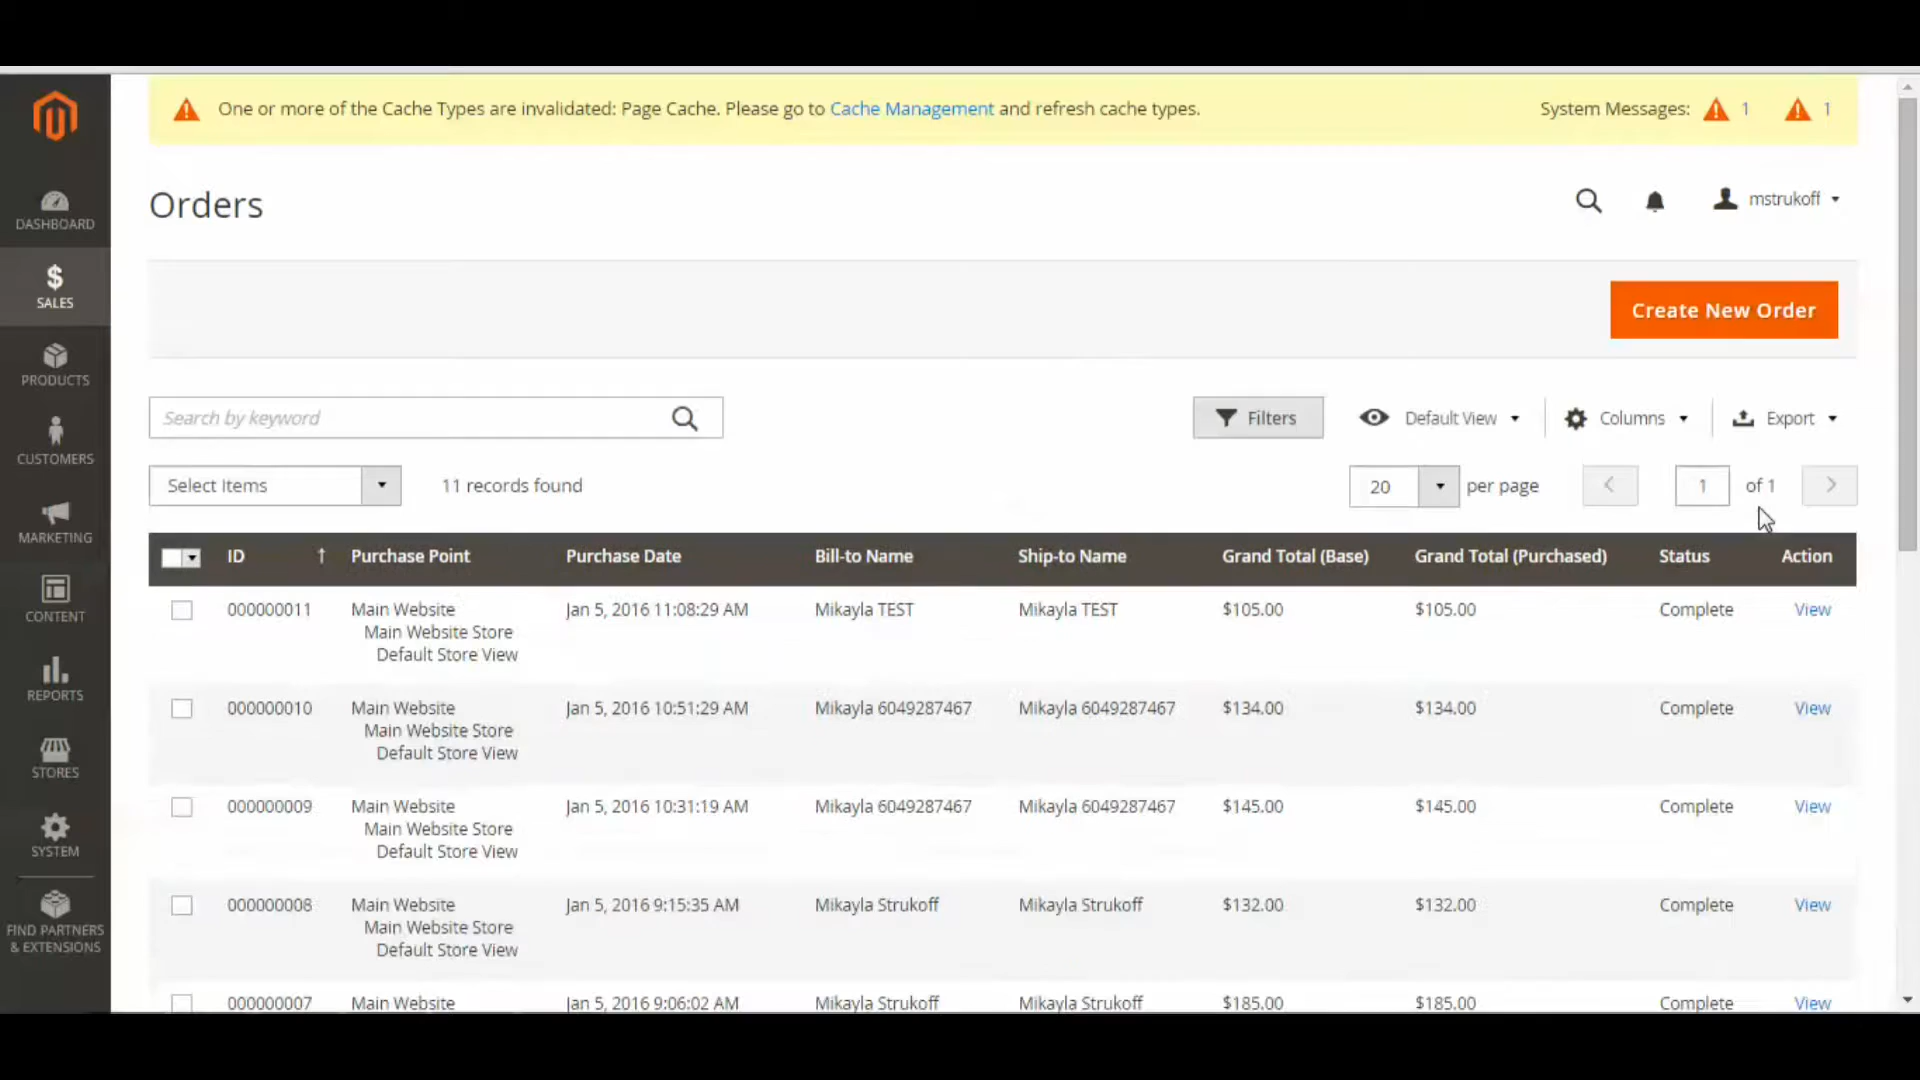 One or more of the Cache Types are invalidated: Page Cache. Please go to Cache Management and refresh cache types. System Messages: 1 1
Orders
mstrukoff
DASHBOARD
SALES
PRODUCTS
CUSTOMERS
MARKETING
CONTENT
REPORTS
STORES
SYSTEM
FIND PARTNERS
& EXTENSIONS
Create New Order
Search by keyword
Filters Default View Columns Export
Select Items 11 records found 20 per page 1 of 1
ID ↑ Purchase Point Purchase Date Bill-to Name Ship-to Name Grand Total (Base) Grand Total (Purchased) Status Action
000000011 Main Website Jan 5, 2016 11:08:29 AM Mikayla TEST Mikayla TEST $105.00 $105.00 Complete View
Main Website Store
Default Store View
000000010 Main Website Jan 5, 2016 10:51:29 AM Mikayla 6049287467 Mikayla 6049287467 $134.00 $134.00 Complete View
Main Website Store
Default Store View
000000009 Main Website Jan 5, 2016 10:31:19 AM Mikayla 6049287467 Mikayla 6049287467 $145.00 $145.00 Complete View
Main Website Store
Default Store View
000000008 Main Website Jan 5, 2016 9:15:35 AM Mikayla Strukoff Mikayla Strukoff $132.00 $132.00 Complete View
Main Website Store
Default Store View
000000007 Main Website Jan 5, 2016 9:06:02 AM Mikayla Strukoff Mikayla Strukoff $185.00 $185.00 Complete View